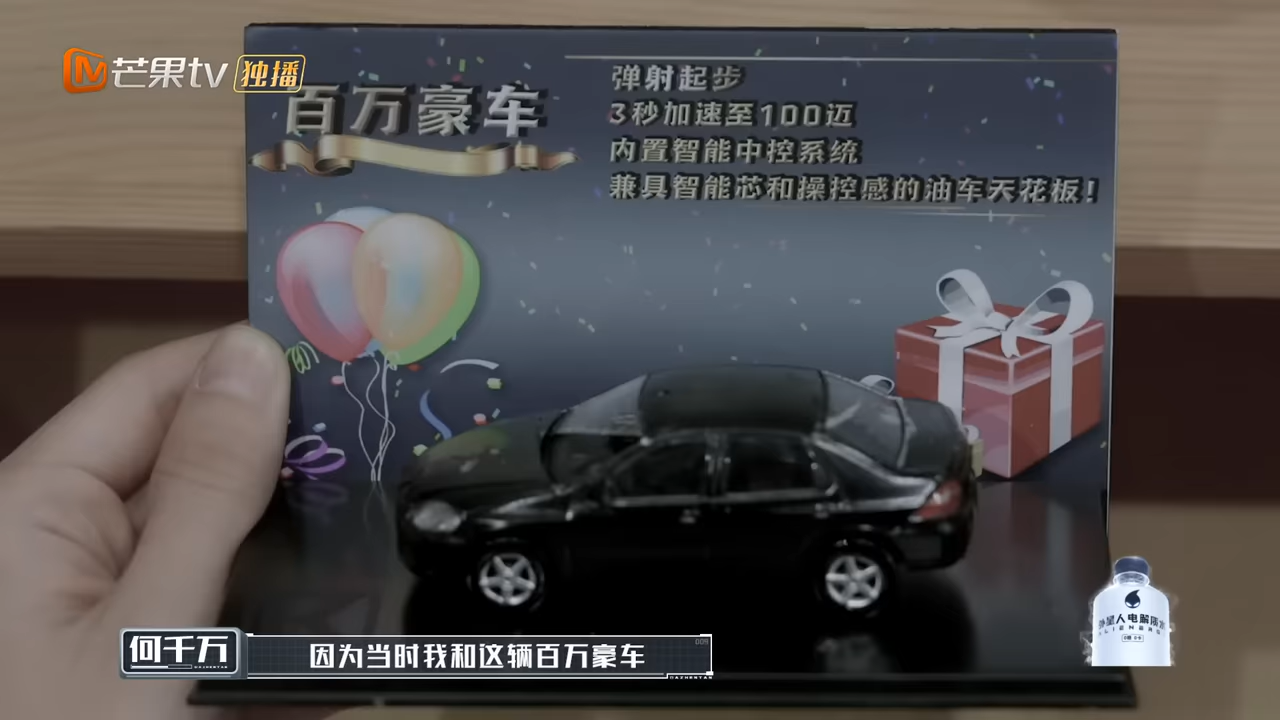 芒果tv 独播
百万豪车
弹射起步
3秒加速至100迈
内置智能中控系统
兼具智能芯和操控感的油车天花板!
何千万
因为当时我和这辆百万豪车
外星人电解质水